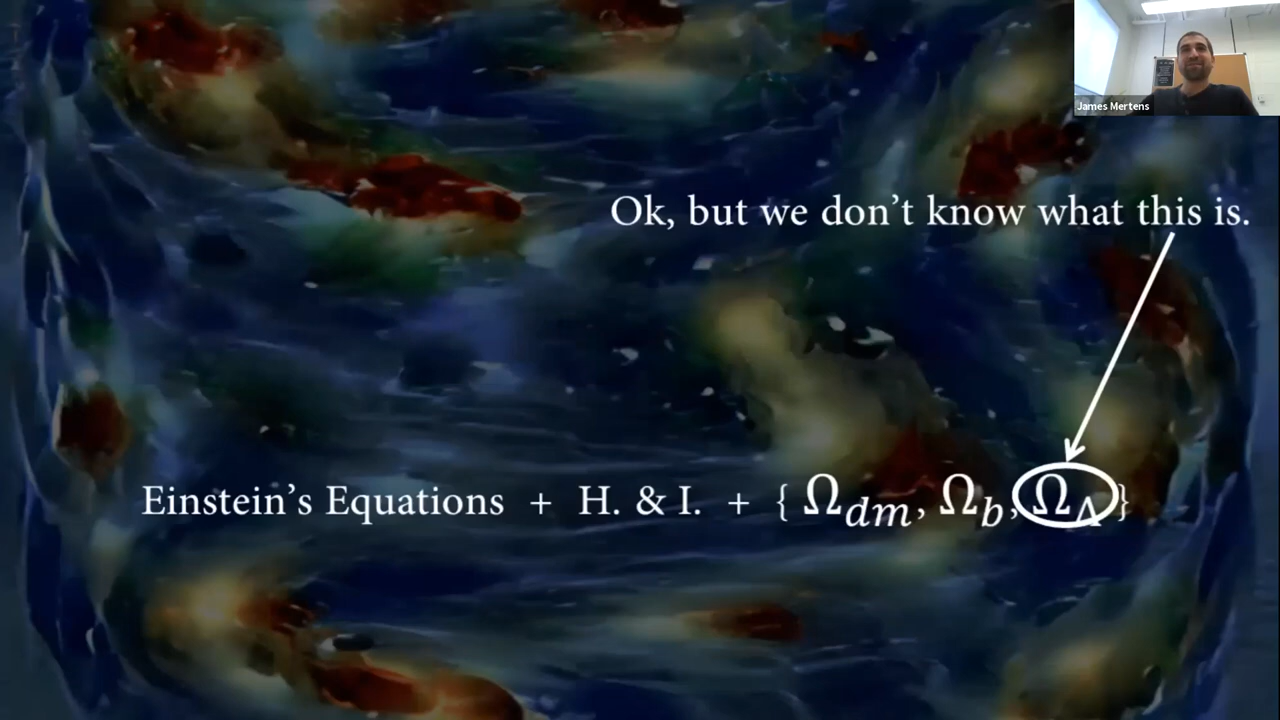 James Mertens
Ok, but we don't know what this is.
Einstein's Equations + H. & I. + { Ω_dm, Ω_b, Ω_Λ }